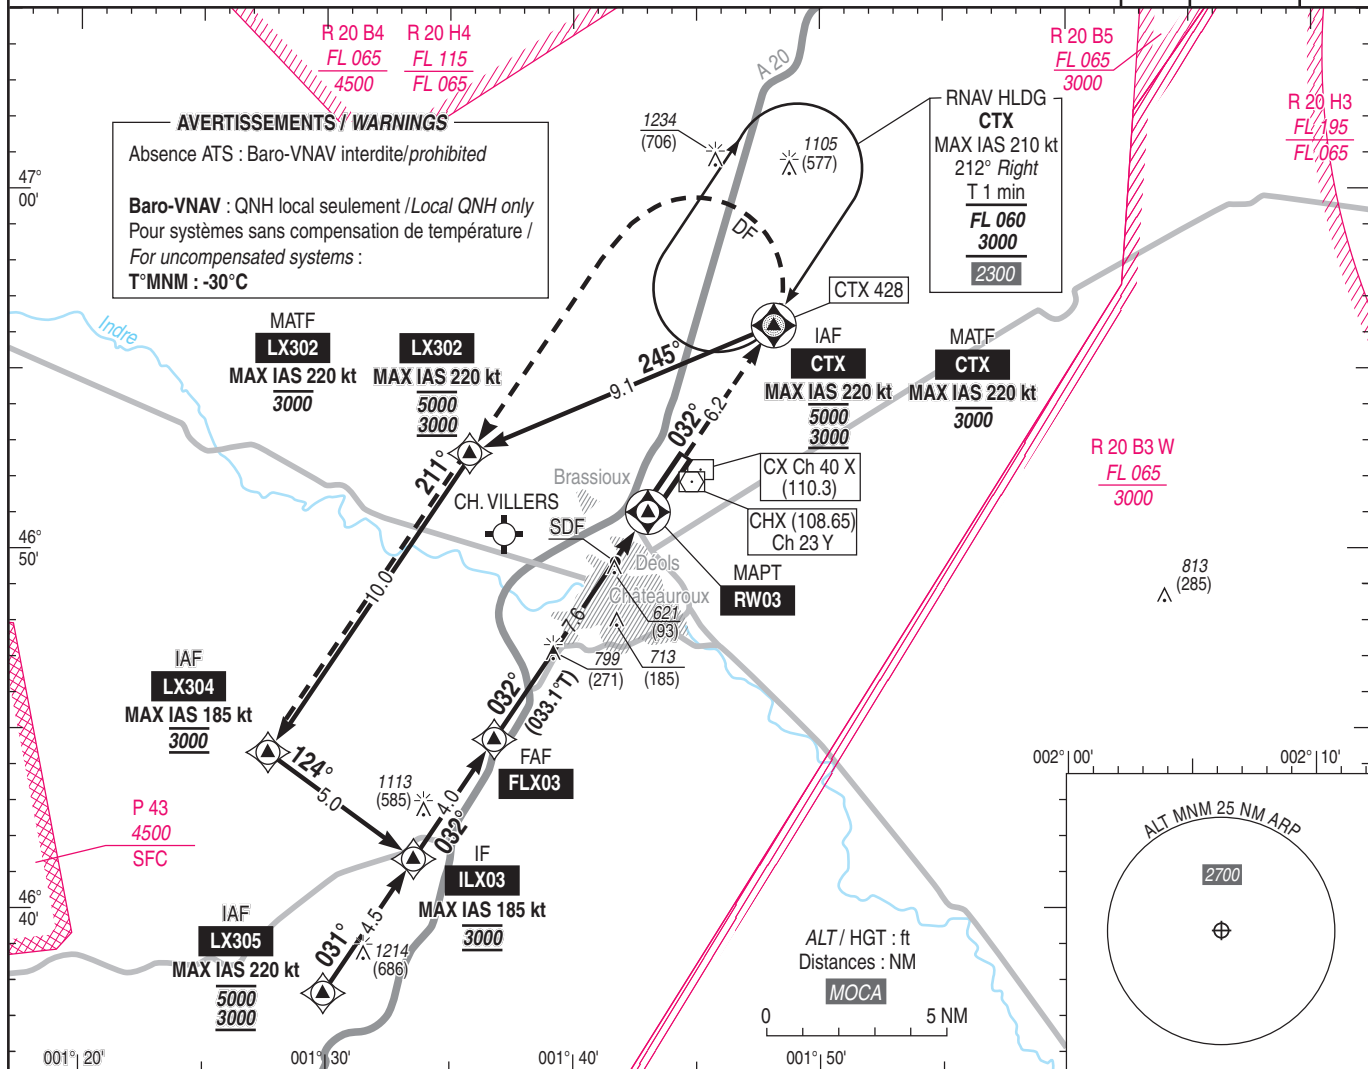 R 20 B4
FL 065
4500
R 20 H4
FL 115
FL 065
A 20
R 20 B5
FL 065
3000
R 20 H3
FL 195
FL 065
AVERTISSEMENTS / WARNINGS
Absence ATS : Baro-VNAV interdite/prohibited
Baro-VNAV : QNH local seulement /Local QNH only
Pour systèmes sans compensation de température /
For uncompensated systems :
T°MNM : -30°C
1234
(706)
1105
(577)
RNAV HLDG
CTX
MAX IAS 210 kt
212° Right
T 1 min
FL 060
3000
2300
47°
00'
DF
CTX 428
Indre
MATF
LX302
MAX IAS 220 kt
3000
LX302
MAX IAS 220 kt
5000
3000
245°
9.1
IAF
CTX
MAX IAS 220 kt
5000
3000
MATF
CTX
MAX IAS 220 kt
3000
032°
6.2
R 20 B3 W
FL 065
3000
211°
10.0
Brassioux
CH. VILLERS
SDF
CX Ch 40 X
(110.3)
CHX (108.65)
Ch 23 Y
46°
50'
Déols
Châteauroux
MAPT
RW03
813
(285)
7.6
621
(93)
799
(271)
713
(185)
IAF
LX304
MAX IAS 185 kt
3000
032°
(033.1°T)
FAF
FLX03
124°
5.0
1113
(585)
4.0
032°
002° 00'
002° 10'
P 43
4500
SFC
IF
ILX03
MAX IAS 185 kt
3000
ALT MNM 25 NM ARP
2700
46°
40'
IAF
LX305
MAX IAS 220 kt
5000
3000
031°
4.5
1214
(686)
ALT / HGT : ft
Distances : NM
MOCA
0
5 NM
001° 20'
001° 30'
001° 40'
001° 50'